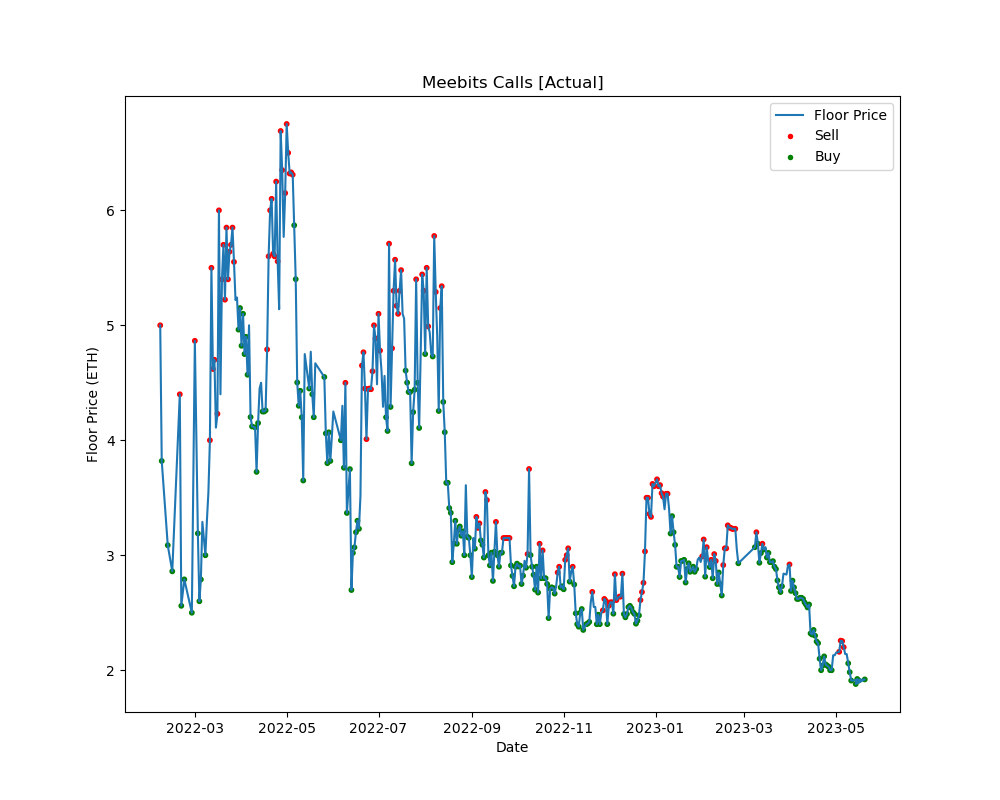 Meebits Calls [Actual]
Floor Price
Sell
Buy
Floor Price (ETH)
6
5
4
3
2
2022-03
2022-05
2022-07
2022-09
2022-11
2023-01
2023-03
2023-05
Date